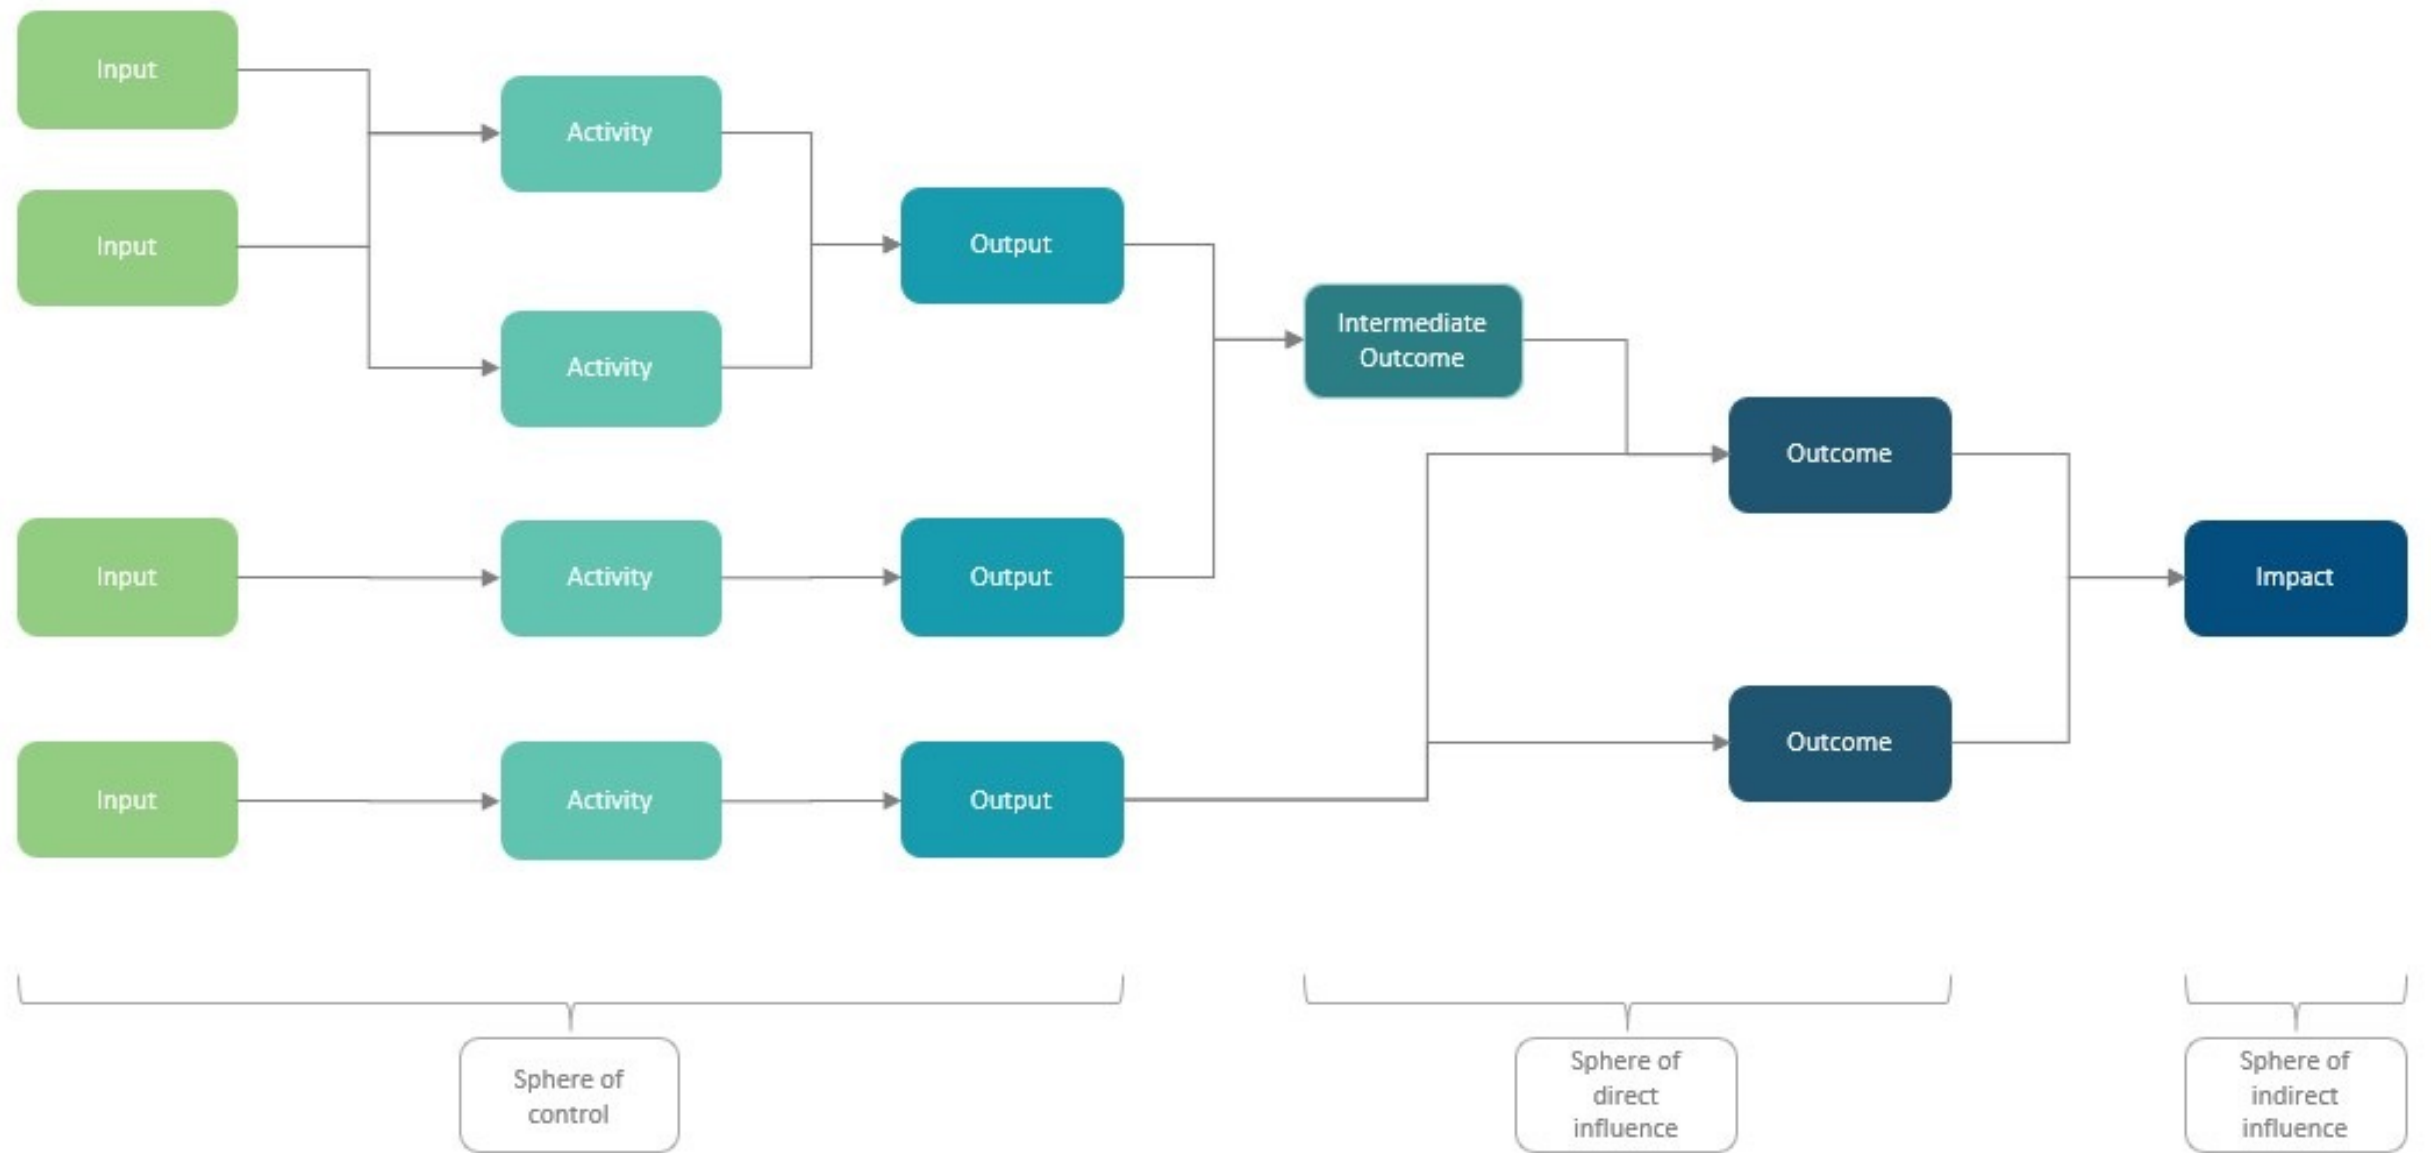 Input
Input
Input
Input
Activity
Activity
Activity
Activity
Output
Output
Output
Intermediate
Outcome
Outcome
Outcome
Impact
Sphere of
control
Sphere of
direct
influence
Sphere of
indirect
influence